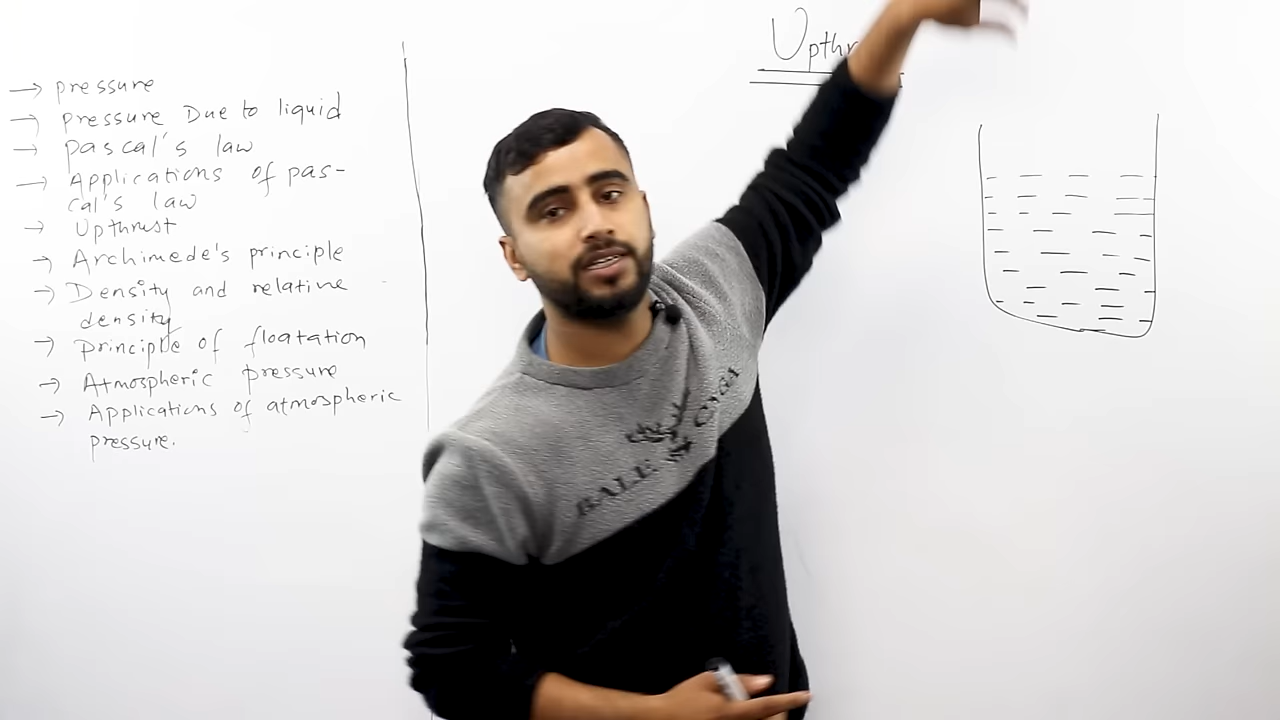 → pressure
→ pressure Due to liquid
→ pascal's law
→ Applications of pas-
cal's law
→ Upthrust
→ Archimede's principle
→ Density and relative
density
→ principle of floatation
→ Atmospheric pressure
→ Applications of atmospheric
pressure.
Upthr
BALE